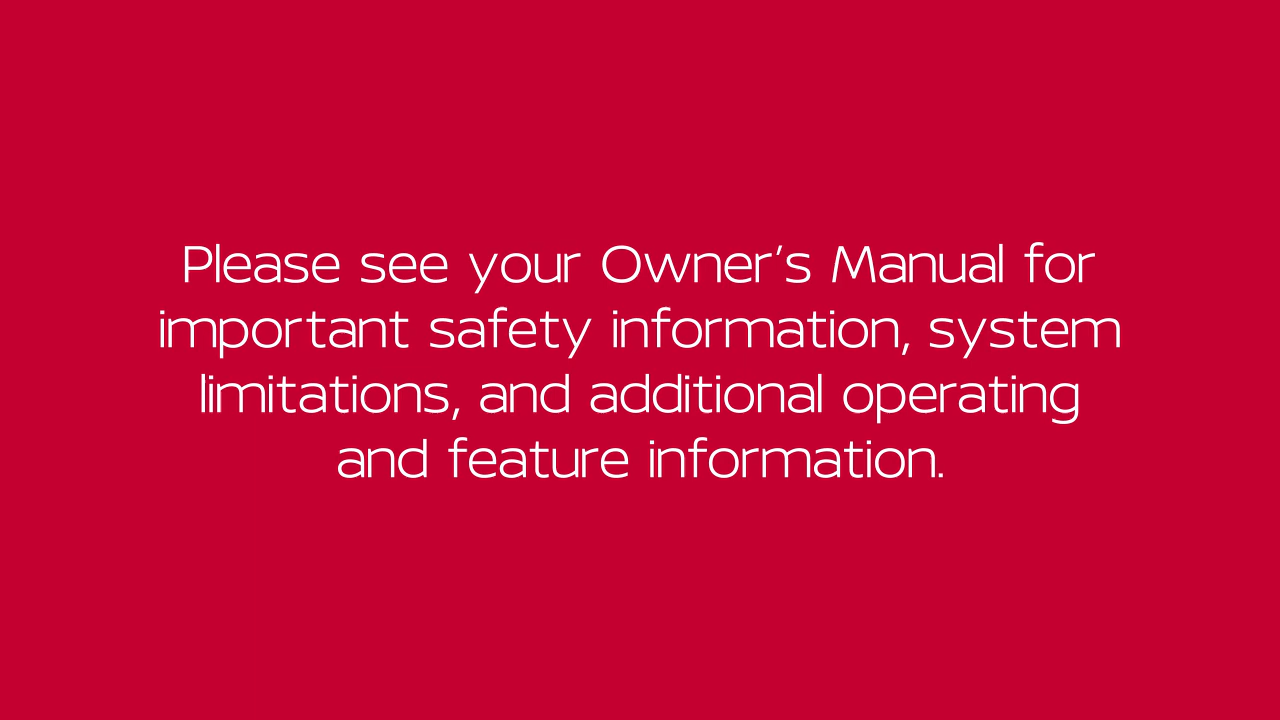 Please see your Owner’s Manual for
important safety information, system
limitations, and additional operating
and feature information.